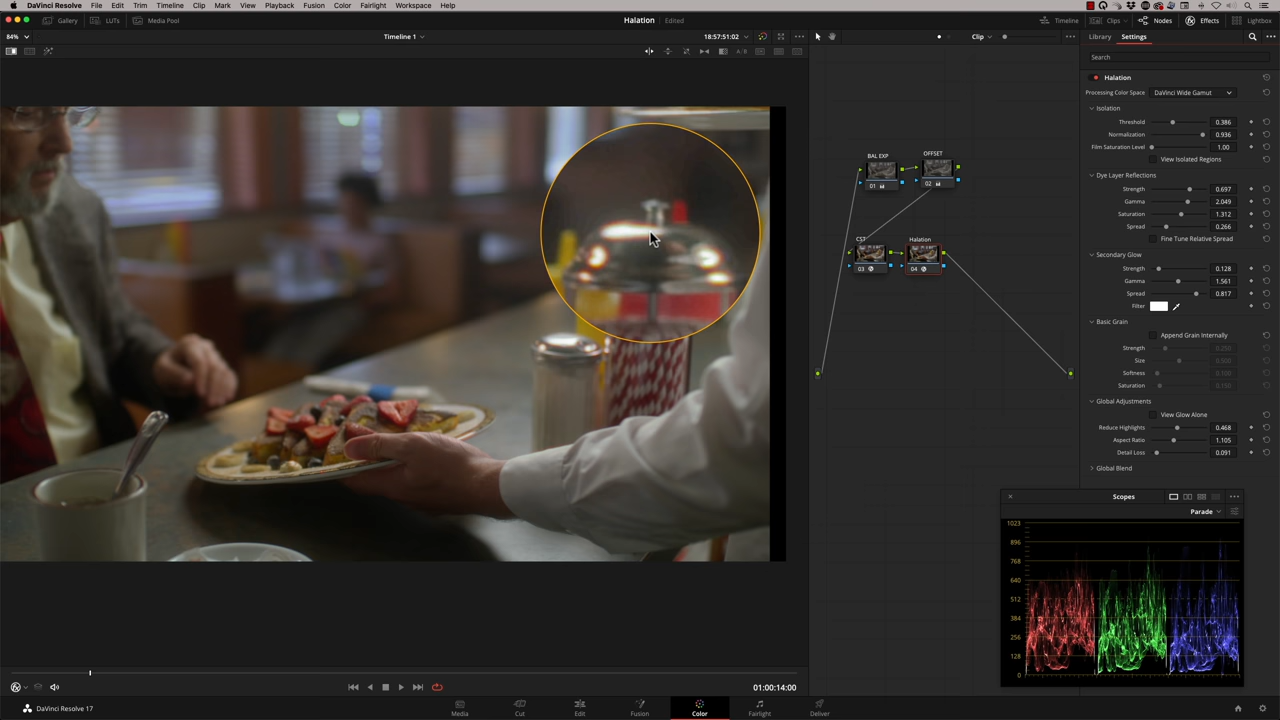 DaVinci Resolve File Edit Trim Timeline Clip Mark View Playback Fusion Color Fairlight Workspace Help
Gallery LUTs Media Pool Halation Edited Timeline Clips Nodes Effects Lightbox
84% Timeline 1 18:57:51:02 Clip Library Settings
A/B
Search
Halation
Processing Color Space DaVinci Wide Gamut
Isolation
Threshold 0.386
Normalization 0.936
Film Saturation Level 1.00
View Isolated Regions
Dye Layer Reflections
Strength 0.697
Gamma 2.049
Saturation 1.312
Spread 0.266
Fine Tune Relative Spread
Secondary Glow
Strength 0.128
Gamma 1.561
Spread 0.817
Filter
Basic Grain
Append Grain Internally
Strength 0.250
Size 0.500
Softness 0.100
Saturation 0.150
Global Adjustments
View Glow Alone
Reduce Highlights 0.468
Aspect Ratio 1.105
Detail Loss 0.091
Global Blend
BAL EXP OFFSET
01 02
CST Halation
03 04
Scopes
Parade
1023
896
768
640
512
384
256
128
0
01:00:14:00
DaVinci Resolve 17 Media Cut Edit Fusion Color Fairlight Deliver